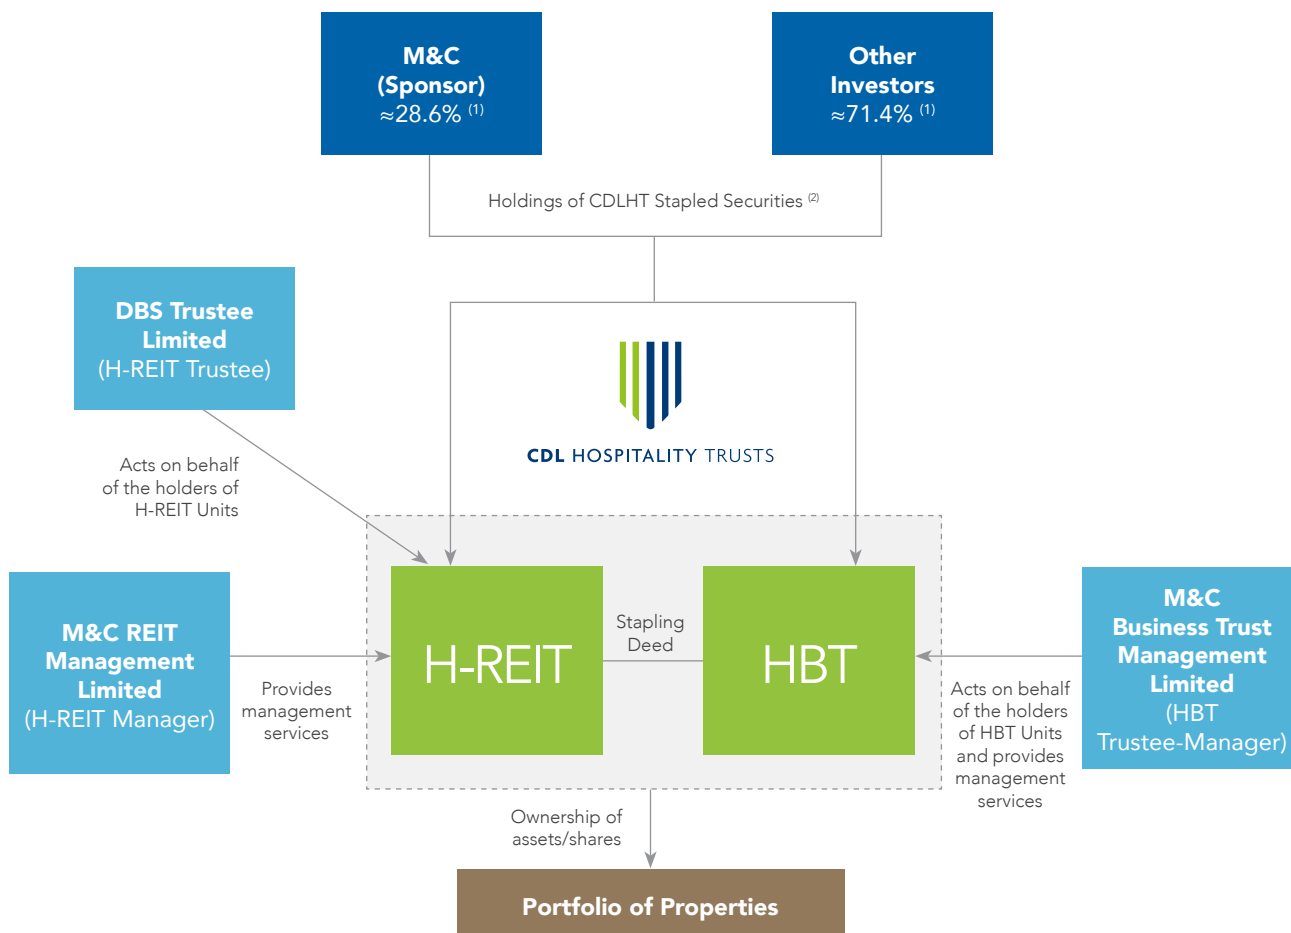 M&C
(Sponsor)
≈28.6% (1)
Other
Investors
≈71.4% (1)
Holdings of CDLHT Stapled Securities (2)
DBS Trustee
Limited
(H-REIT Trustee)
CDL HOSPITALITY TRUSTS
Acts on behalf
of the holders of
H-REIT Units
M&C REIT
Management
Limited
(H-REIT Manager)
Provides
management
services
H-REIT
Stapling
Deed
HBT
M&C
Business Trust
Management
Limited
(HBT
Trustee-Manager)
Acts on behalf
of the holders
of HBT Units
and provides
management
services
Ownership of
assets/shares
Portfolio of Properties